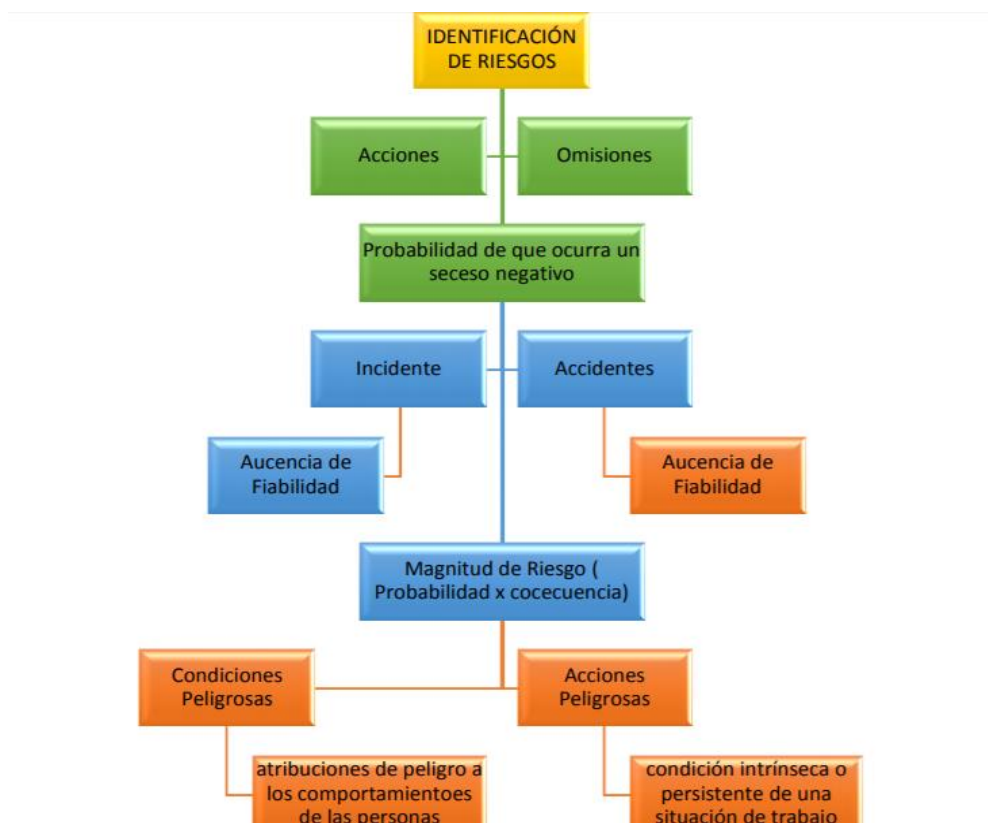 IDENTIFICACIÓN
DE RIESGOS
Acciones
Omisiones
Probabilidad de que ocurra un
seceso negativo
Incidente
Accidentes
Aucencia de
Fiabilidad
Aucencia de
Fiabilidad
Magnitud de Riesgo (
Probabilidad x cocecuencia)
Condiciones
Peligrosas
Acciones
Peligrosas
atribuciones de peligro a
los comportamientoes
de las personas
condición intrínseca o
persistente de una
situación de trabajo